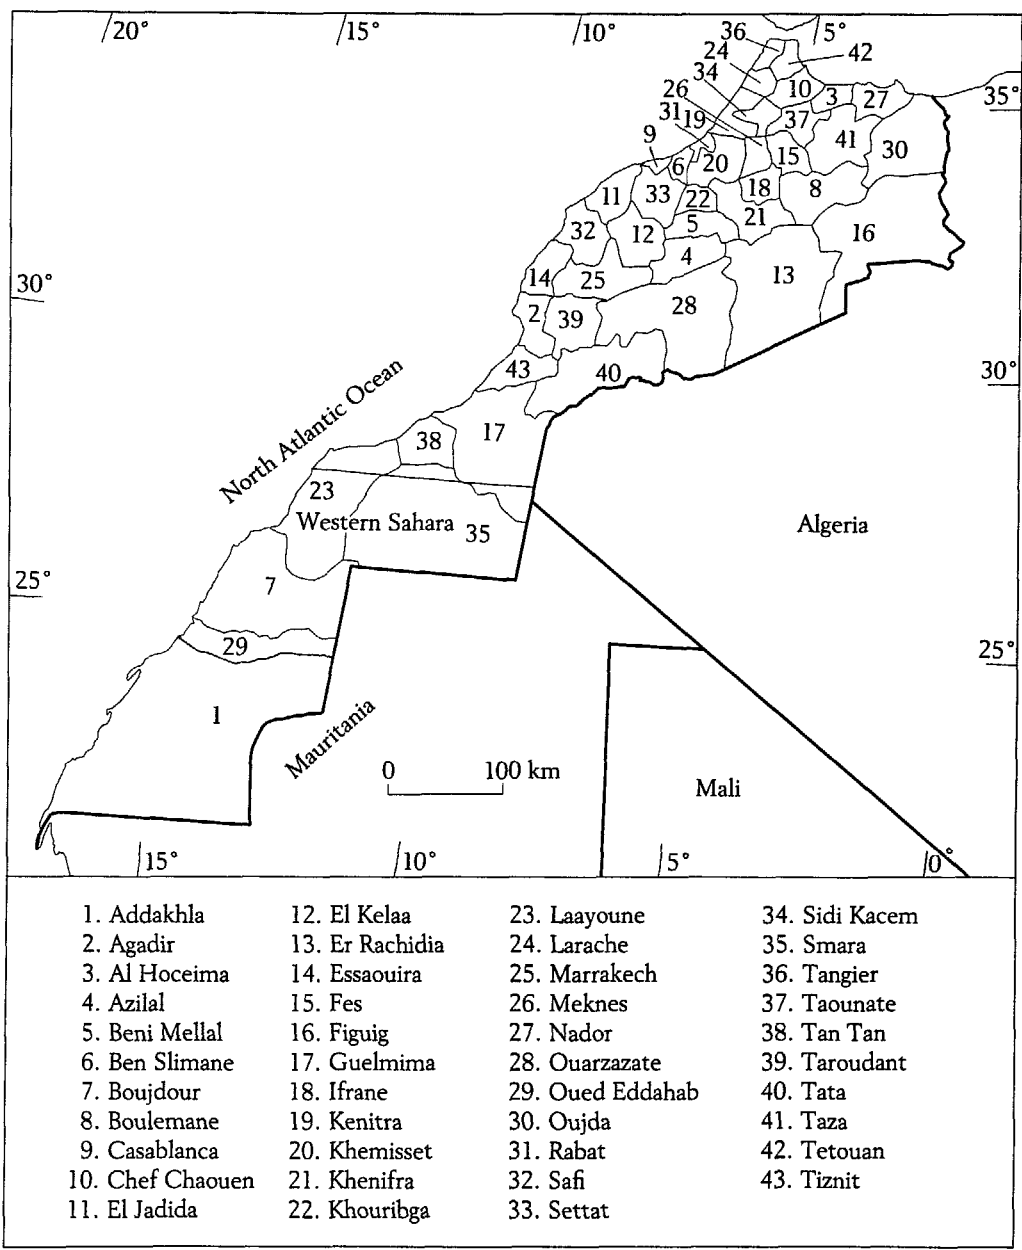 20° 15° 10° 5°
36
24 42
34
26 10 3 27 35°
31 19 37
9 41
6 20 15 30
11 33 22 18 8
32 12 5 21 16
4
14 25 13
30° 2 39 28
43 40 30°
North Atlantic Ocean
38 17
23
Western Sahara 35 Algeria
25° 7
29 25°
1
Mauritania
0 100 km
Mali
15° 10° 5° 0°
1. Addakhla
2. Agadir
3. Al Hoceima
4. Azilal
5. Beni Mellal
6. Ben Slimane
7. Boujdour
8. Boulemane
9. Casablanca
10. Chef Chaouen
11. El Jadida
12. El Kelaa
13. Er Rachidia
14. Essaouira
15. Fes
16. Figuig
17. Guelmima
18. Ifrane
19. Kenitra
20. Khemisset
21. Khenifra
22. Khouribga
23. Laayoune
24. Larache
25. Marrakech
26. Meknes
27. Nador
28. Ouarzazate
29. Oued Eddahab
30. Oujda
31. Rabat
32. Safi
33. Settat
34. Sidi Kacem
35. Smara
36. Tangier
37. Taounate
38. Tan Tan
39. Taroudant
40. Tata
41. Taza
42. Tetouan
43. Tiznit